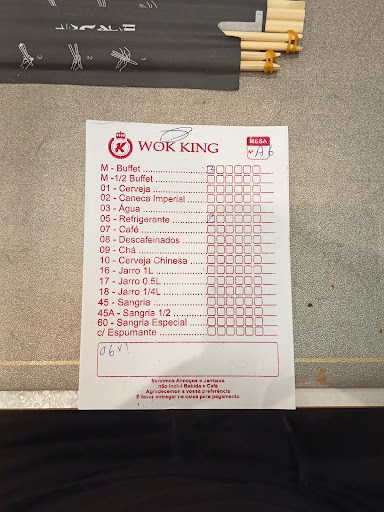 K WOK KING
MESA
Nº A6
M - Buffet
M -1/2 Buffet
01 - Cerveja
02 - Caneca Imperial
03 - Água
05 - Refrigerante
07 - Café
08 - Descafeinados
09 - Chá
10 - Cerveja Chinesa
16 - Jarro 1L
17 - Jarro 0.5L
18 - Jarro 1/4L
45 - Sangria
45A - Sangria 1/2
60 - Sangria Especial
c/ Espumante
Servimos Almoços e Jantares
não inclui Bebida e Café
Agradecemos a vossa preferência
É favor entregar na caixa para pagamento